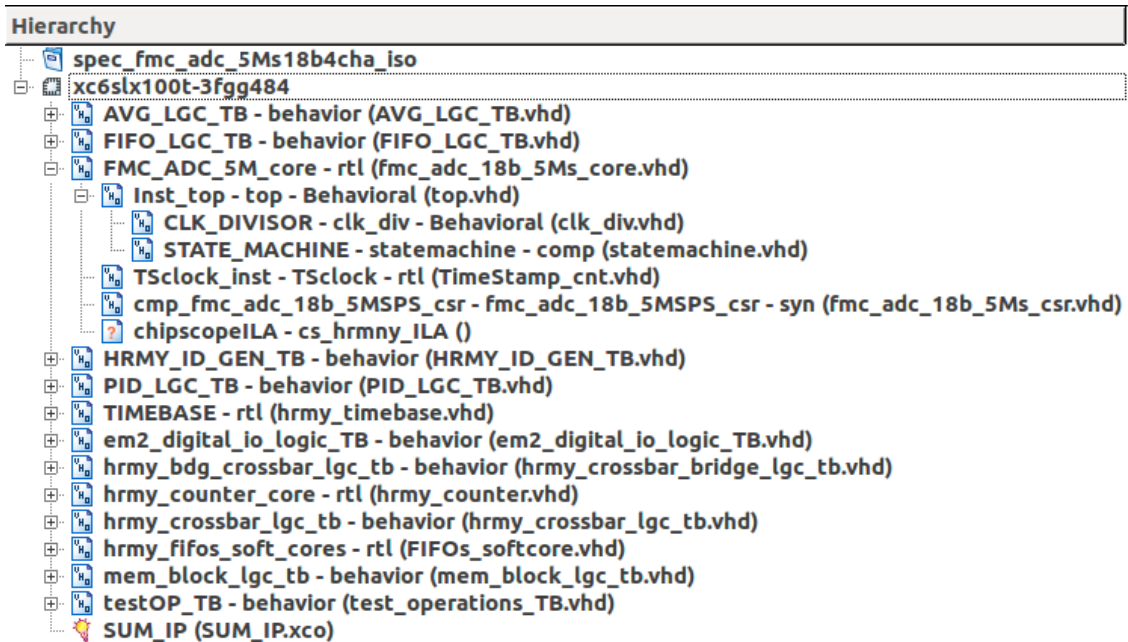 Hierarchy
spec_fmc_adc_5Ms18b4cha_iso
xc6slx100t-3fgg484
AVG_LGC_TB - behavior (AVG_LGC_TB.vhd)
FIFO_LGC_TB - behavior (FIFO_LGC_TB.vhd)
FMC_ADC_5M_core - rtl (fmc_adc_18b_5Ms_core.vhd)
Inst_top - top - Behavioral (top.vhd)
CLK_DIVISOR - clk_div - Behavioral (clk_div.vhd)
STATE_MACHINE - statemachine - comp (statemachine.vhd)
TSclock_inst - TSclock - rtl (TimeStamp_cnt.vhd)
cmp_fmc_adc_18b_5MSPS_csr - fmc_adc_18b_5MSPS_csr - syn (fmc_adc_18b_5Ms_csr.vhd)
chipscopeILA - cs_hrmny_ILA ()
HRMY_ID_GEN_TB - behavior (HRMY_ID_GEN_TB.vhd)
PID_LGC_TB - behavior (PID_LGC_TB.vhd)
TIMEBASE - rtl (hrmy_timebase.vhd)
em2_digital_io_logic_TB - behavior (em2_digital_io_logic_TB.vhd)
hrmy_bdg_crossbar_lgc_tb - behavior (hrmy_crossbar_bridge_lgc_tb.vhd)
hrmy_counter_core - rtl (hrmy_counter.vhd)
hrmy_crossbar_lgc_tb - behavior (hrmy_crossbar_lgc_tb.vhd)
hrmy_fifos_soft_cores - rtl (FIFOs_softcore.vhd)
mem_block_lgc_tb - behavior (mem_block_lgc_tb.vhd)
testOP_TB - behavior (test_operations_TB.vhd)
SUM_IP (SUM_IP.xco)